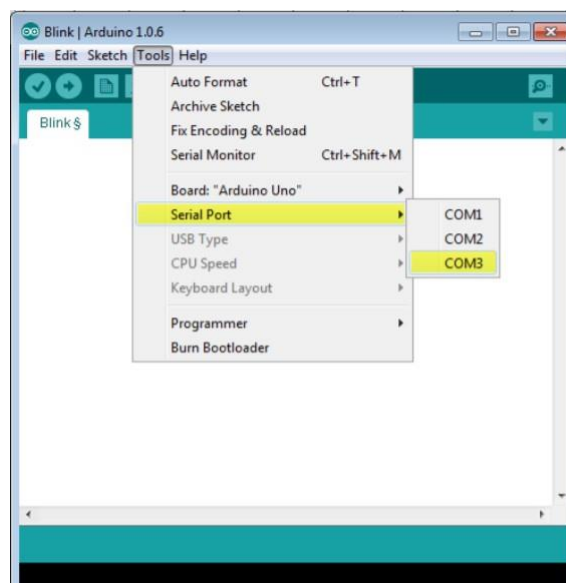 Blink | Arduino 1.0.6
File Edit Sketch Tools Help
Auto Format Ctrl+T
Archive Sketch
Fix Encoding & Reload
Serial Monitor Ctrl+Shift+M
Blink §
Board: "Arduino Uno"
Serial Port
COM1
USB Type
COM2
CPU Speed
COM3
Keyboard Layout
Programmer
Burn Bootloader